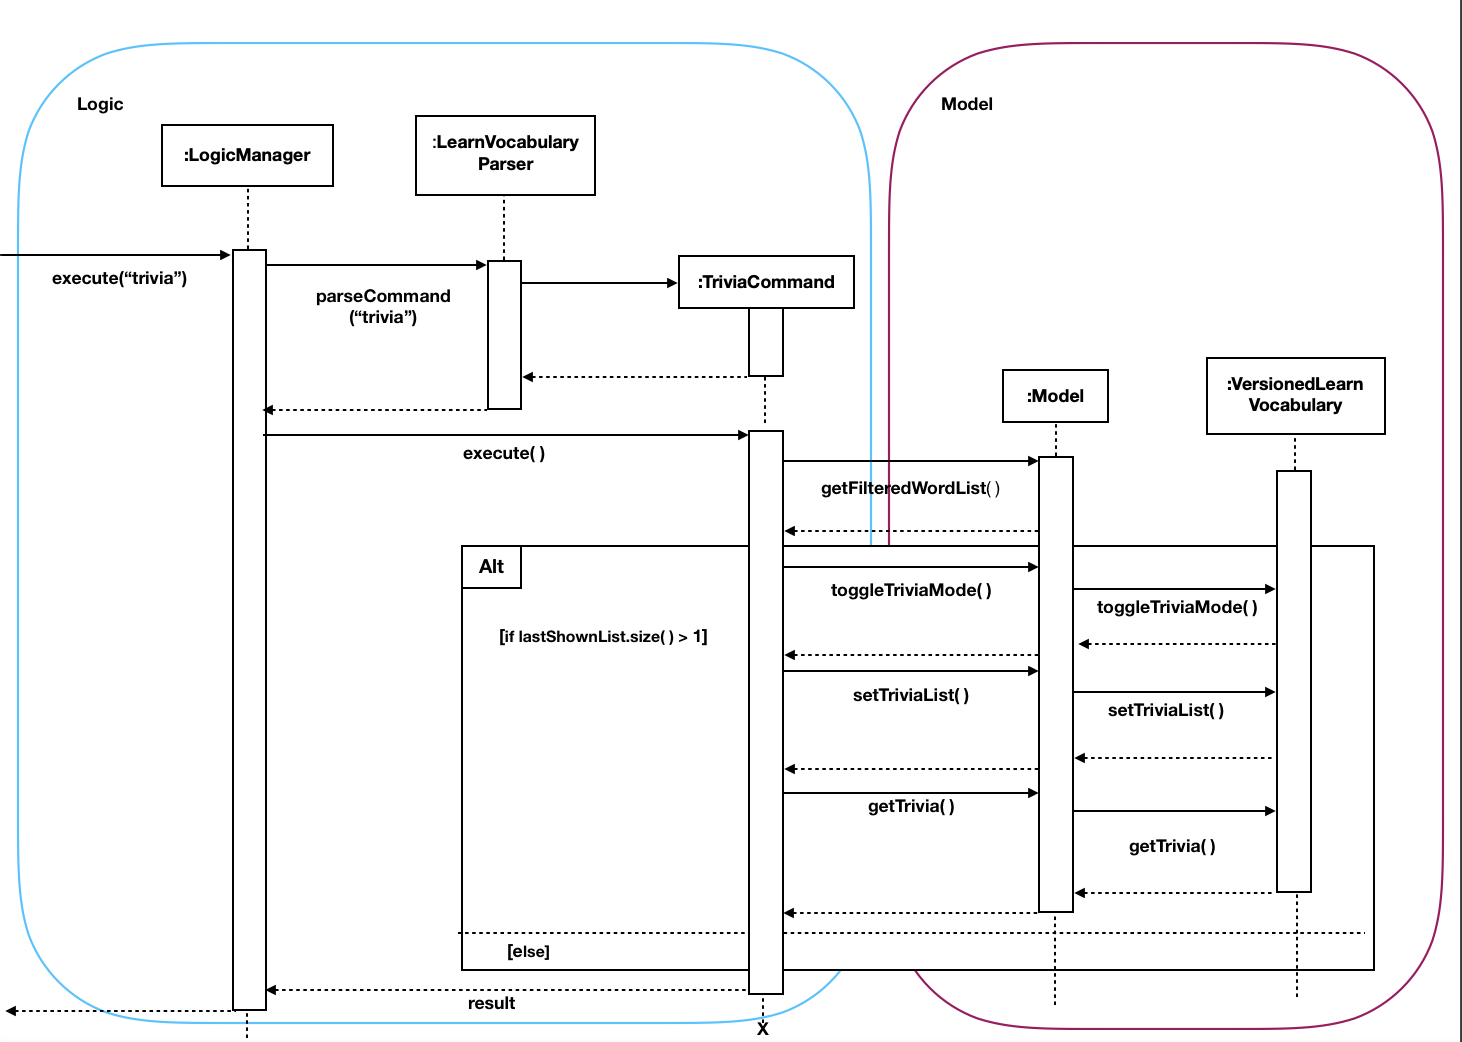 Logic
Model
:LogicManager
:LearnVocabulary
Parser
execute(“trivia”)
parseCommand
(“trivia”)
:TriviaCommand
:Model
:VersionedLearn
Vocabulary
execute( )
getFilteredWordList( )
Alt
toggleTriviaMode( )
toggleTriviaMode( )
[if lastShownList.size( ) > 1]
setTriviaList( )
setTriviaList( )
getTrivia( )
getTrivia( )
[else]
result
X